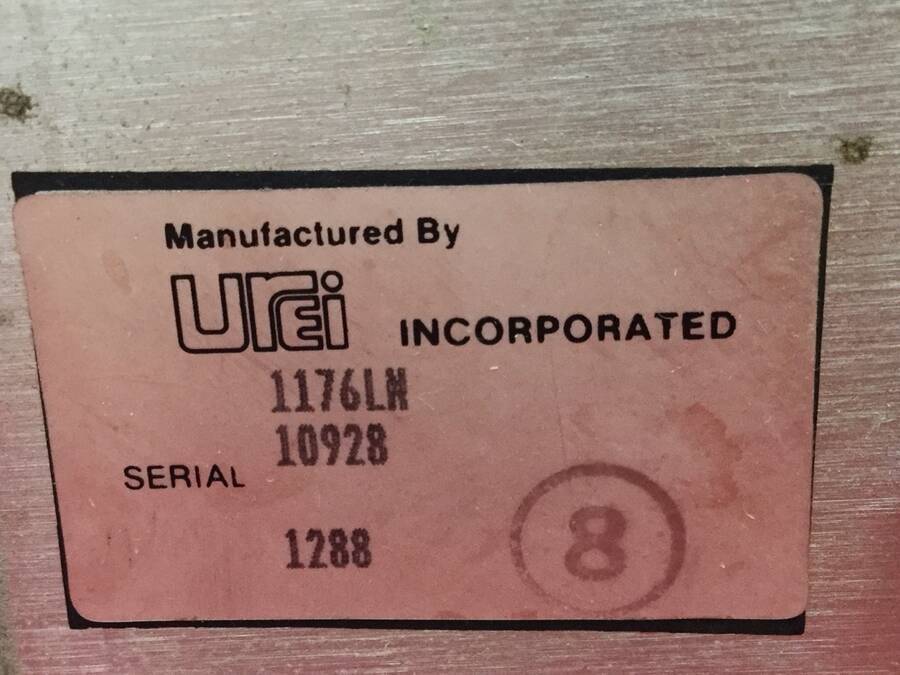 Manufactured By
UREi INCORPORATED
1176LN
10928
SERIAL
1288
8